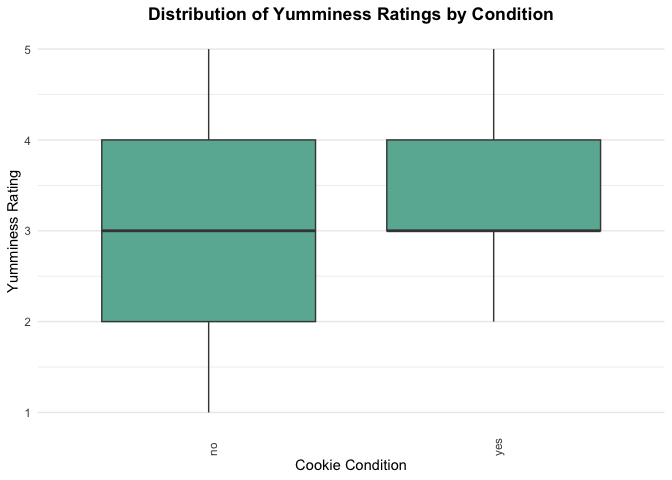 Distribution of Yumminess Ratings by Condition
Yumminess Rating
5
4
3
2
1
no
yes
Cookie Condition